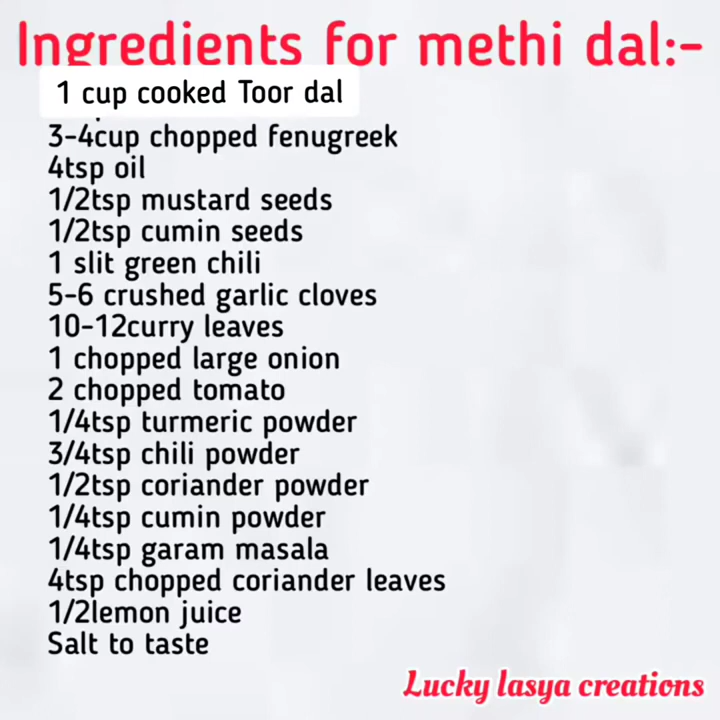 Ingredients for methi dal:-
1 cup cooked Toor dal
3-4cup chopped fenugreek
4tsp oil
1/2tsp mustard seeds
1/2tsp cumin seeds
1 slit green chili
5-6 crushed garlic cloves
10-12curry leaves
1 chopped large onion
2 chopped tomato
1/4tsp turmeric powder
3/4tsp chili powder
1/2tsp coriander powder
1/4tsp cumin powder
1/4tsp garam masala
4tsp chopped coriander leaves
1/2lemon juice
Salt to taste
Lucky lasya creations